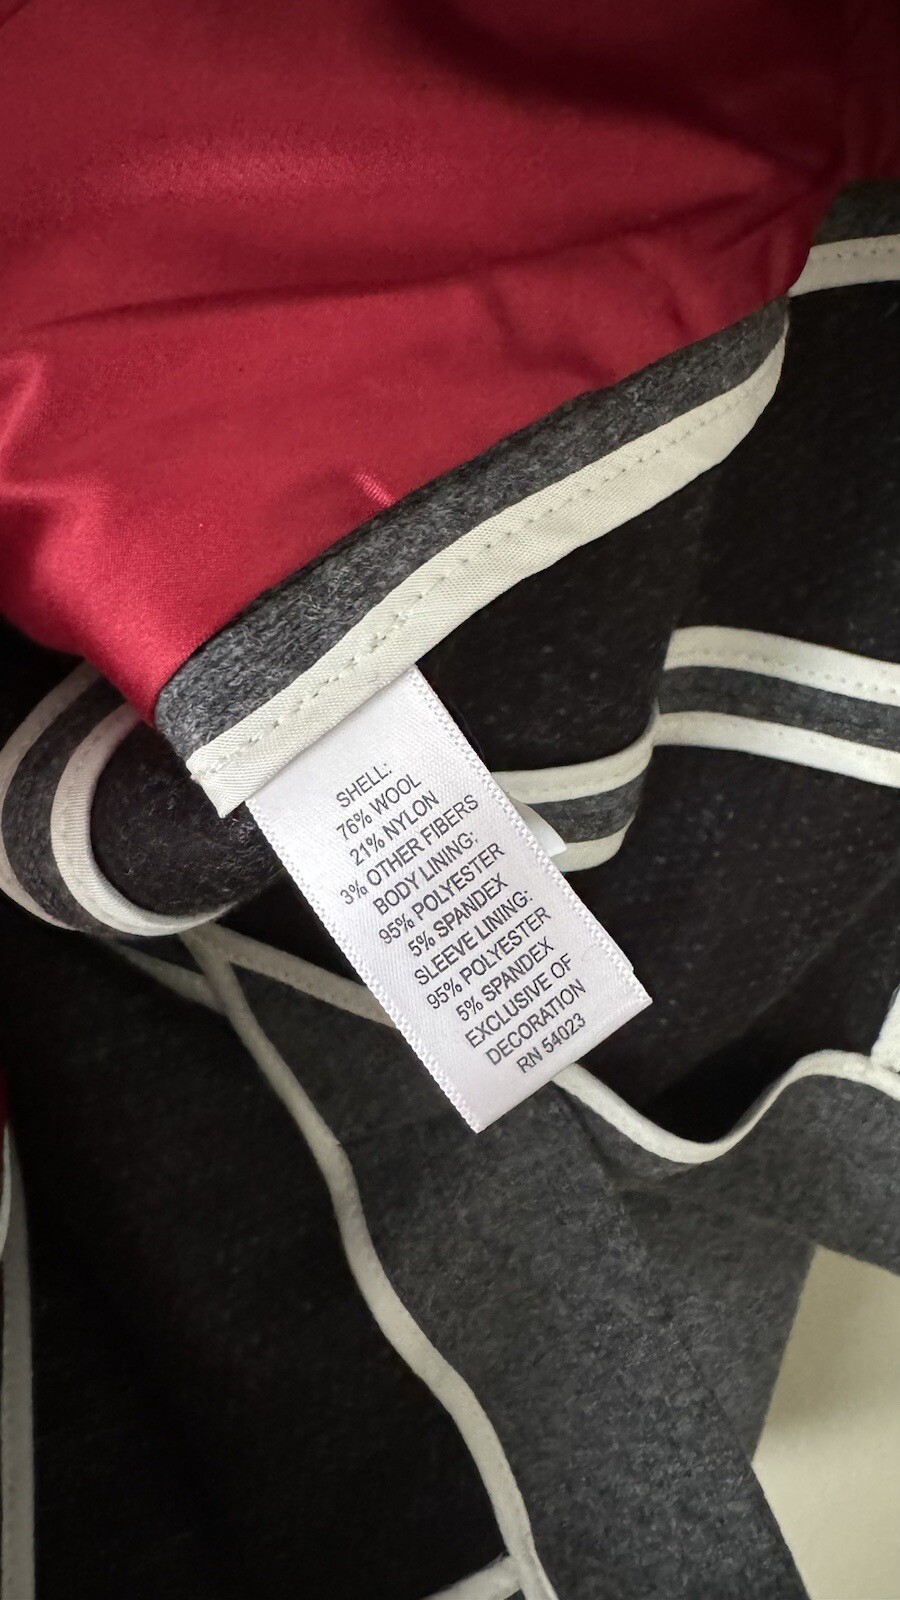 SHELL:
76% WOOL
21% NYLON
3% OTHER FIBERS
BODY LINING:
95% POLYESTER
5% SPANDEX
SLEEVE LINING:
95% POLYESTER
5% SPANDEX
EXCLUSIVE OF
DECORATION
RN 54023